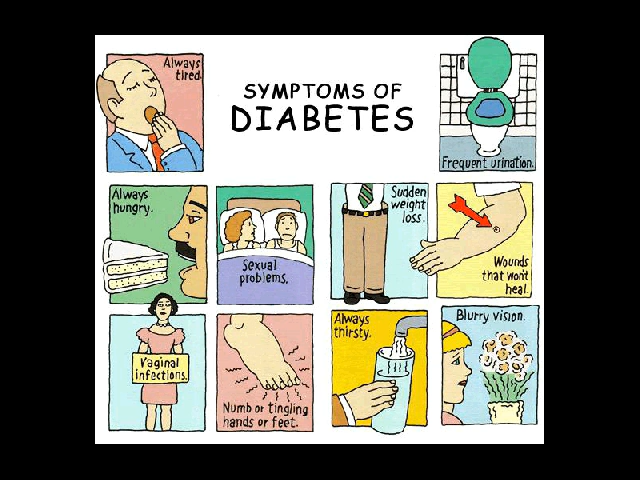 Always
tired.
SYMPTOMS OF
DIABETES
Frequent urination.
Always
hungry.
Sexual
problems.
Sudden
weight
loss.
Wounds
that won't
heal.
Vaginal
infections.
Numb or tingling
hands or feet.
Always
thirsty.
Blurry vision.